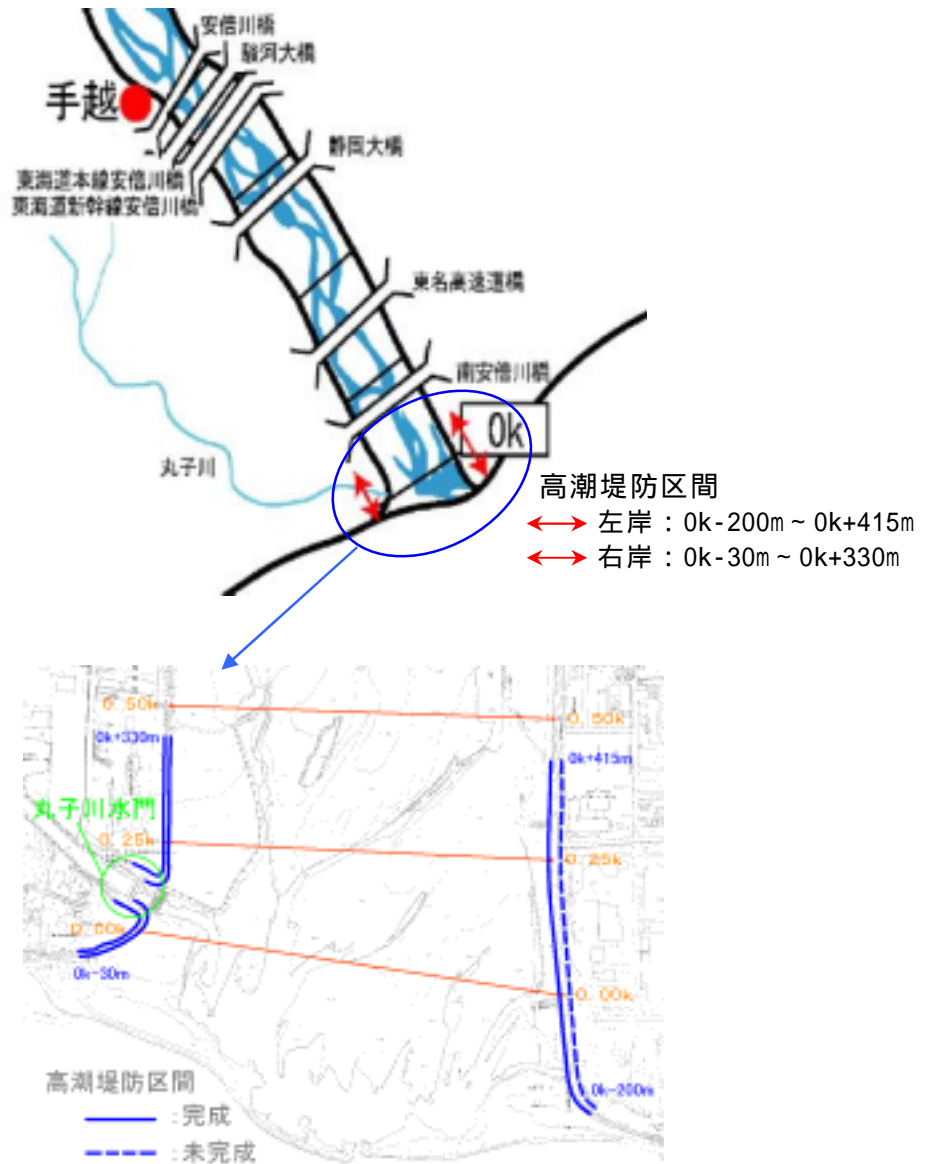 安倍川橋
駿河大橋
手越
静岡大橋
東海道本線安倍川橋
東海道新幹線安倍川橋
東名高速道橋
南安倍川橋
0k
丸子川
高潮堤防区間
左岸：0k-200m～0k+415m
右岸：0k-30m～0k+330m
0.50k
0.50k
0k+330m
0k+415m
丸子川水門
0.25k
0.25k
0.00k
0k-30m
0.00k
0k-200m
高潮堤防区間
:完成
:未完成